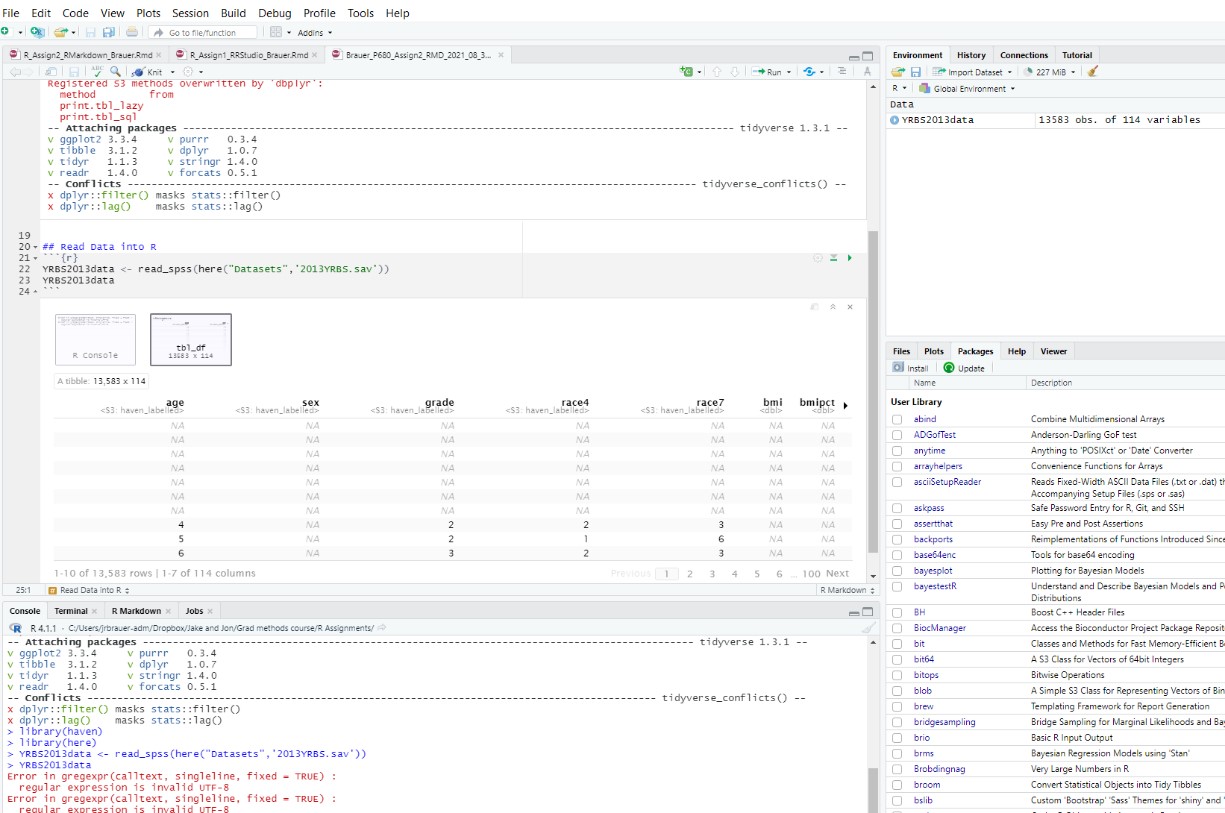 File Edit Code View Plots Session Build Debug Profile Tools Help
Go to file/function Addins
R_Assign2_RMarkdown_Brauer.Rmd R_Assign1_RRStudio_Brauer.Rmd Brauer_P680_Assign2_RMD_2021_08_3...
Knit Run
Registered S3 methods overwritten by 'dbplyr':
method from
print.tbl_lazy
print.tbl_sql
-- Attaching packages --- tidyverse 1.3.1 --
v ggplot2 3.3.4 v purrr 0.3.4
v tibble 3.1.2 v dplyr 1.0.7
v tidyr 1.1.3 v stringr 1.4.0
v readr 1.4.0 v forcats 0.5.1
-- Conflicts --- tidyverse_conflicts() --
x dplyr::filter() masks stats::filter()
x dplyr::lag() masks stats::lag()
19
20 ## Read Data into R
21 ```{r}
22 YRBS2013data <- read_spss(here("Datasets",'2013YRBS.sav'))
23 YRBS2013data
24 ```
R Console
tbl_df
13583 x 114
A tibble: 13,583 x 114
age sex grade race4 race7 bmi bmipct
<S3: haven_labelled> <S3: haven_labelled> <S3: haven_labelled> <S3: haven_labelled> <S3: haven_labelled> <dbl> <dbl>
NA NA NA NA NA NA NA
NA NA NA NA NA NA NA
NA NA NA NA NA NA NA
NA NA NA NA NA NA NA
NA NA NA NA NA NA NA
NA NA NA NA NA NA NA
NA NA NA NA NA NA NA
4 NA 2 2 3 NA NA
5 NA 2 1 6 NA NA
6 NA 3 2 3 NA NA
1-10 of 13,583 rows | 1-7 of 114 columns Previous 1 2 3 4 5 6 ... 100 Next
25:1 Read Data into R R Markdown
Console Terminal R Markdown Jobs
R 4.1.1 · C:/Users/jrbrauer-adm/Dropbox/Jake and Jon/Grad methods course/R Assignments/
-- Attaching packages --- tidyverse 1.3.1 --
v ggplot2 3.3.4 v purrr 0.3.4
v tibble 3.1.2 v dplyr 1.0.7
v tidyr 1.1.3 v stringr 1.4.0
v readr 1.4.0 v forcats 0.5.1
-- Conflicts --- tidyverse_conflicts() --
x dplyr::filter() masks stats::filter()
x dplyr::lag() masks stats::lag()
> library(haven)
> library(here)
> YRBS2013data <- read_spss(here("Datasets",'2013YRBS.sav'))
> YRBS2013data
Error in gregexpr(calltext, singleline, fixed = TRUE) :
regular expression is invalid UTF-8
Error in gregexpr(calltext, singleline, fixed = TRUE) :
regular expression is invalid UTF-8
Environment History Connections Tutorial
Import Dataset 227 MiB
R Global Environment
Data
YRBS2013data 13583 obs. of 114 variables
Files Plots Packages Help Viewer
Install Update
Name Description
User Library
abind Combine Multidimensional Arrays
ADGofTest Anderson-Darling GoF test
anytime Anything to 'POSIXct' or 'Date' Converter
arrayhelpers Convenience Functions for Arrays
asciiSetupReader Reads Fixed-Width ASCII Data Files (.txt or .dat) th
Accompanying Setup Files (.sps or .sas)
askpass Safe Password Entry for R, Git, and SSH
assertthat Easy Pre and Post Assertions
backports Reimplementations of Functions Introduced Since
base64enc Tools for base64 encoding
bayesplot Plotting for Bayesian Models
bayestestR Understand and Describe Bayesian Models and Po
Distributions
BH Boost C++ Header Files
BiocManager Access the Bioconductor Project Package Reposit
bit Classes and Methods for Fast Memory-Efficient B
bit64 A S3 Class for Vectors of 64bit Integers
bitops Bitwise Operations
blob A Simple S3 Class for Representing Vectors of Bin
brew Templating Framework for Report Generation
bridgesampling Bridge Sampling for Marginal Likelihoods and Bay
brio Basic R Input Output
brms Bayesian Regression Models using 'Stan'
Brobdingnag Very Large Numbers in R
broom Convert Statistical Objects into Tidy Tibbles
bslib Custom 'Bootstrap' 'Sass' Themes for 'shiny' and '